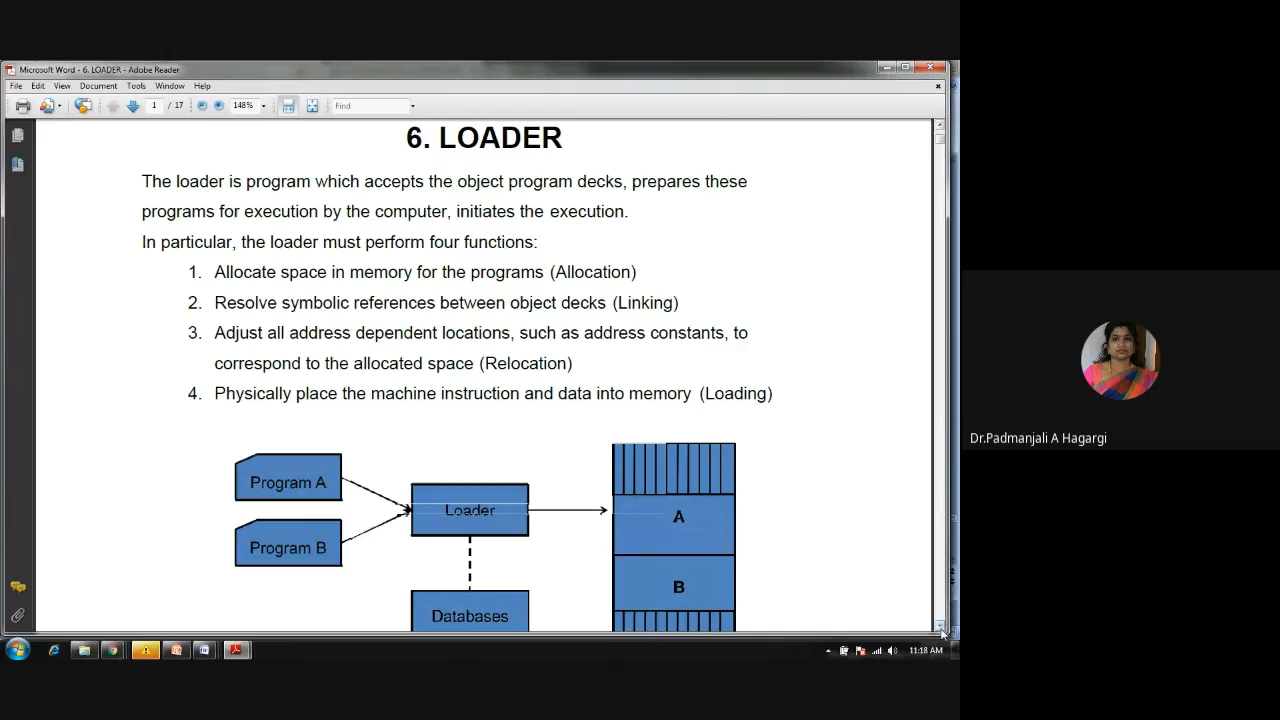 Microsoft Word - 6. LOADER - Adobe Reader
File Edit View Document Tools Window Help
1 / 17 148% Find
6. LOADER
The loader is program which accepts the object program decks, prepares these
programs for execution by the computer, initiates the execution.
In particular, the loader must perform four functions:
1. Allocate space in memory for the programs (Allocation)
2. Resolve symbolic references between object decks (Linking)
3. Adjust all address dependent locations, such as address constants, to
correspond to the allocated space (Relocation)
4. Physically place the machine instruction and data into memory (Loading)
Program A
Loader
A
Program B
B
Databases
Dr.Padmanjali A Hagargi
11:18 AM